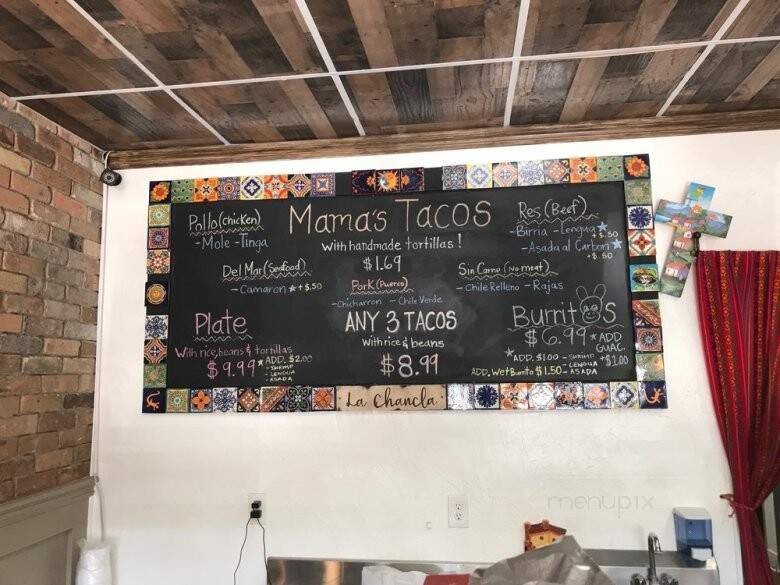 Mama's Tacos
With handmade tortillas!
$1.69
Pollo (chicken)
- Mole - Tinga
Res (Beef)
- Birria - Lengua ★ $.50
- Asada al Carbon ★
+$.50
Del Mar (Seafood)
- Camaron ★ +$.50
Pork (Puerco)
- Chicharron - Chile Verde
Sin Carne (No meat)
- Chile Relleno - Rajas
Plate
With rice, beans & tortillas
$9.99 ★ ADD. $2.00
- SHRIMP
- LENGUA
- ASADA
ANY 3 TACOS
With rice & beans
$8.99
Burritos
$6.99 ★ ADD
GUAC.
+$1.00
★ ADD. $1.00 - SHRIMP
- LENGUA
ADD. Wet Burrito $1.50 - ASADA
La Chancla
menupix